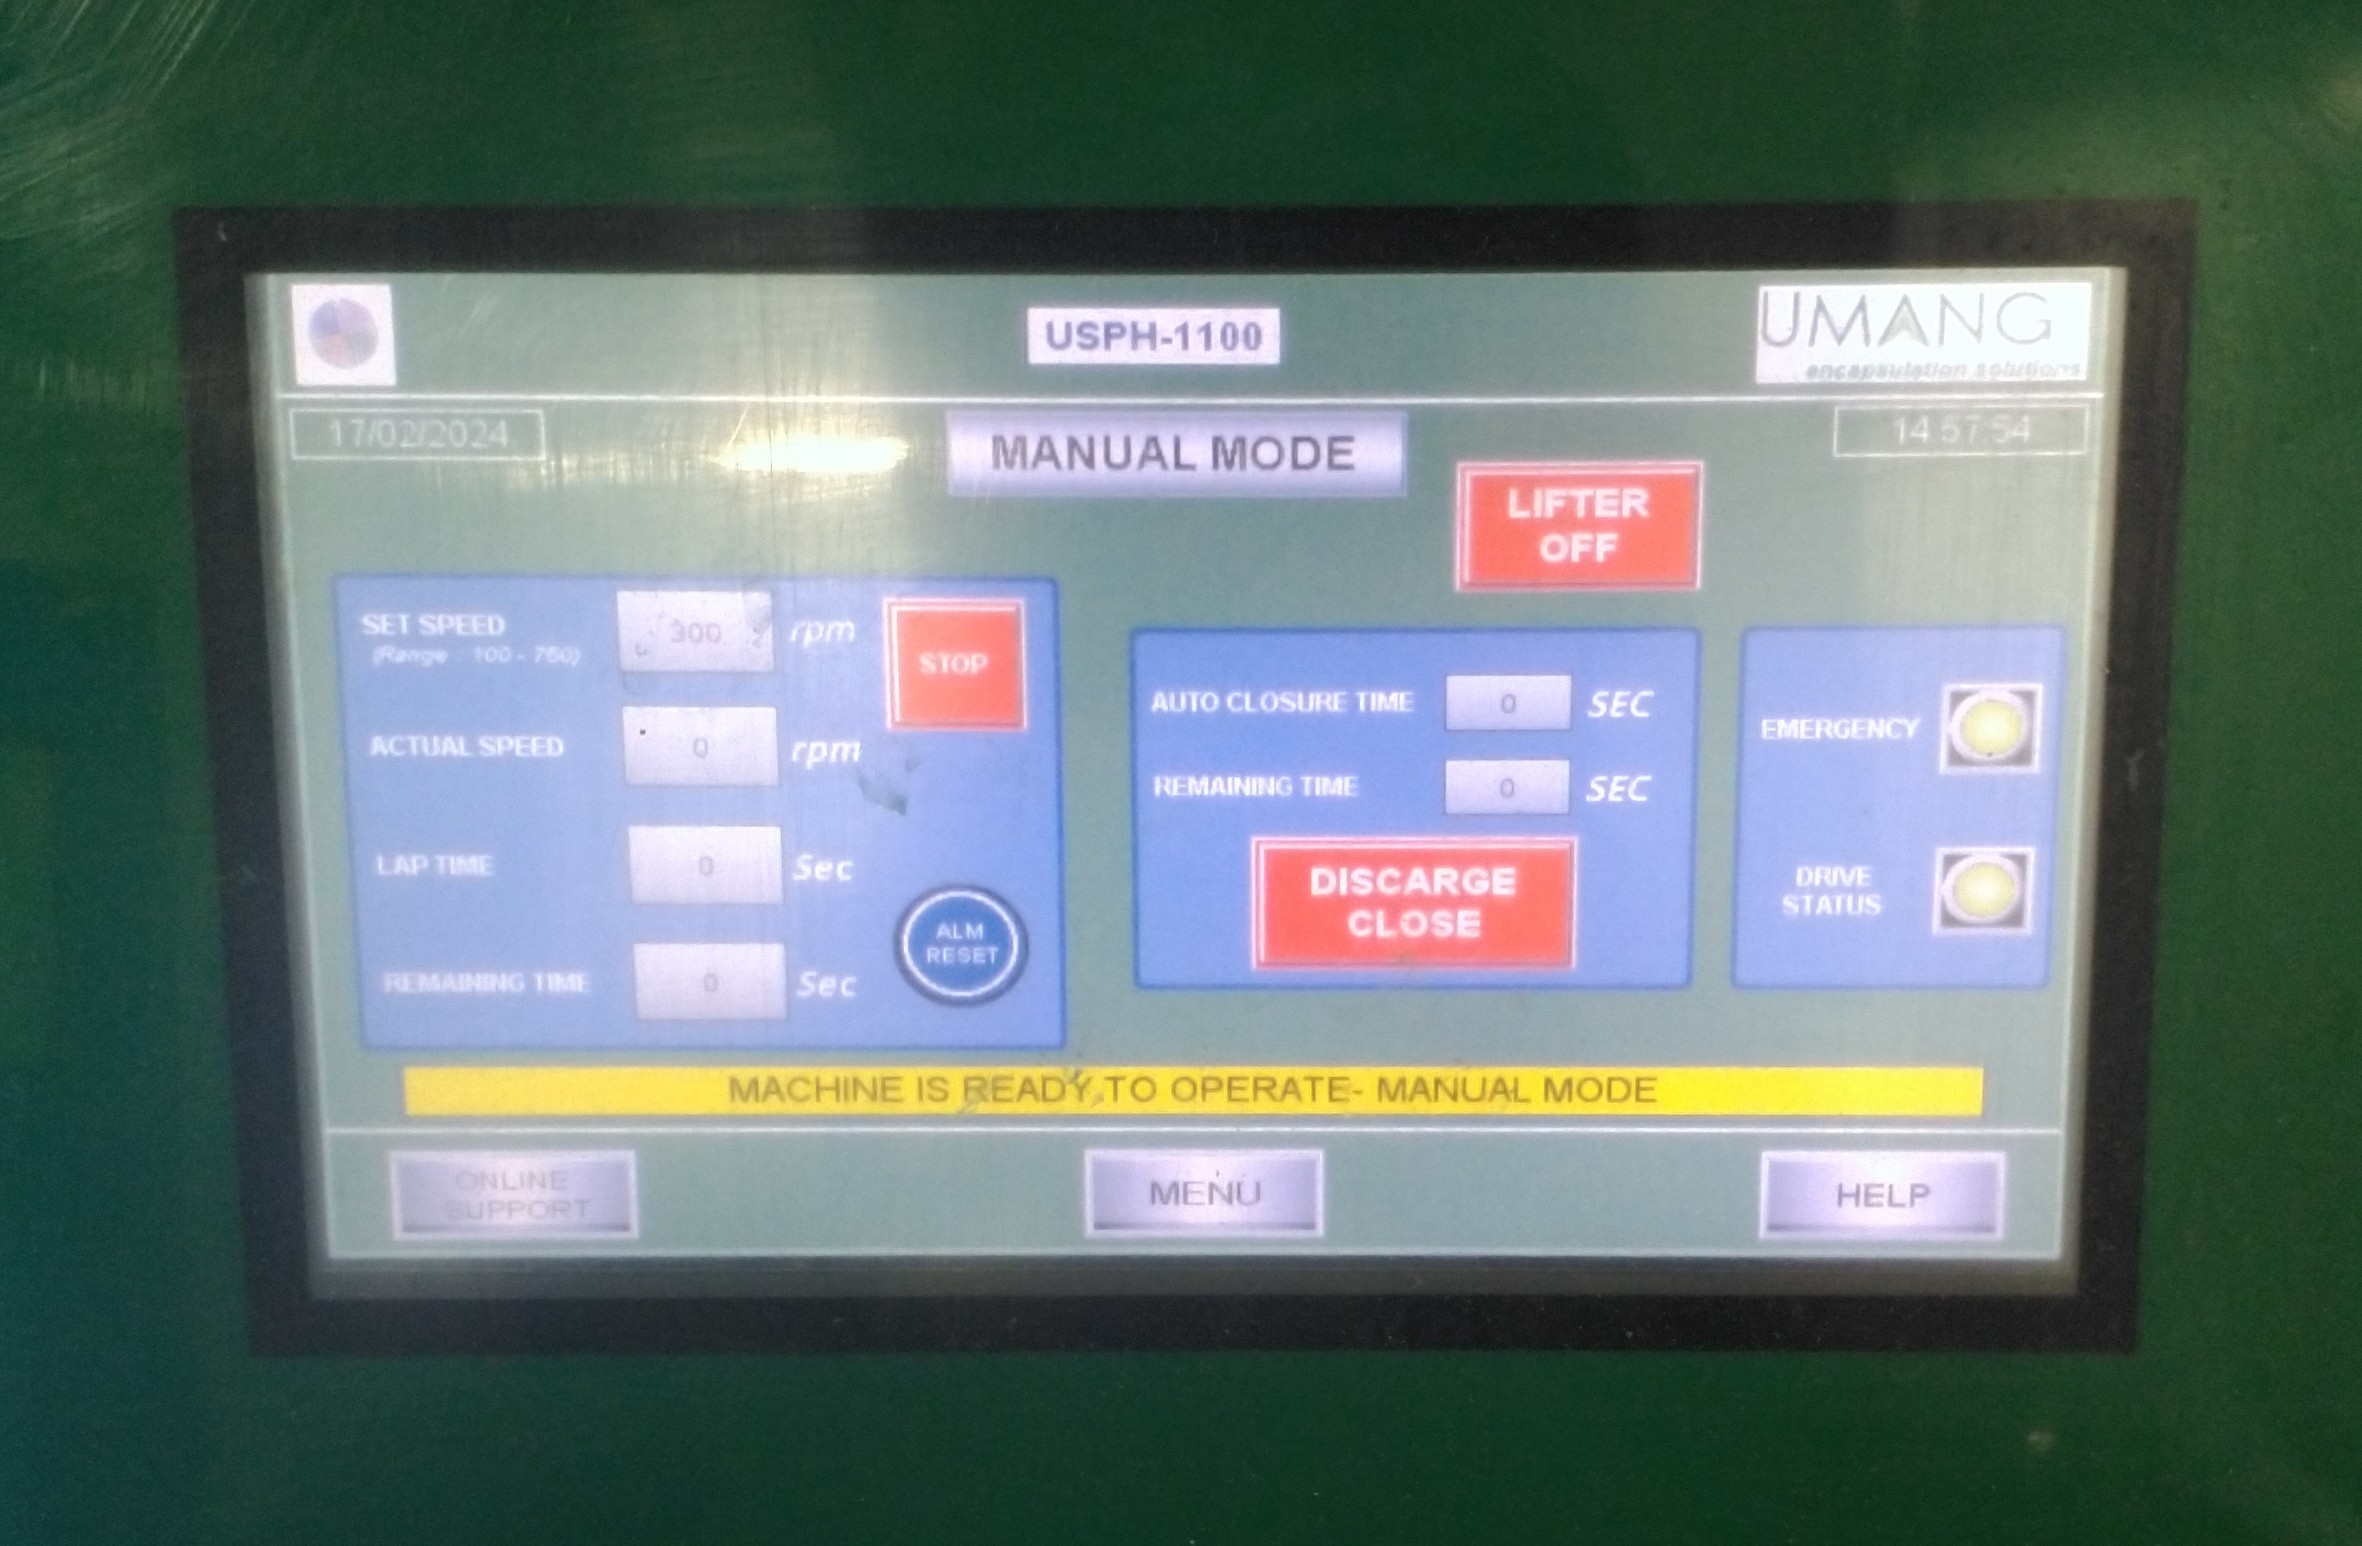 USPH-1100
UMANG
encapsulation solutions
17/02/2024
MANUAL MODE
14:57:54
LIFTER
OFF
SET SPEED
300
rpm
(Range : 100 - 750)
STOP
ACTUAL SPEED
0
rpm
LAP TIME
0
Sec
ALM
RESET
REMAINING TIME
0
Sec
AUTO CLOSURE TIME
0
SEC
REMAINING TIME
0
SEC
DISCARGE
CLOSE
EMERGENCY
DRIVE
STATUS
MACHINE IS READY TO OPERATE- MANUAL MODE
ONLINE
SUPPORT
MENU
HELP